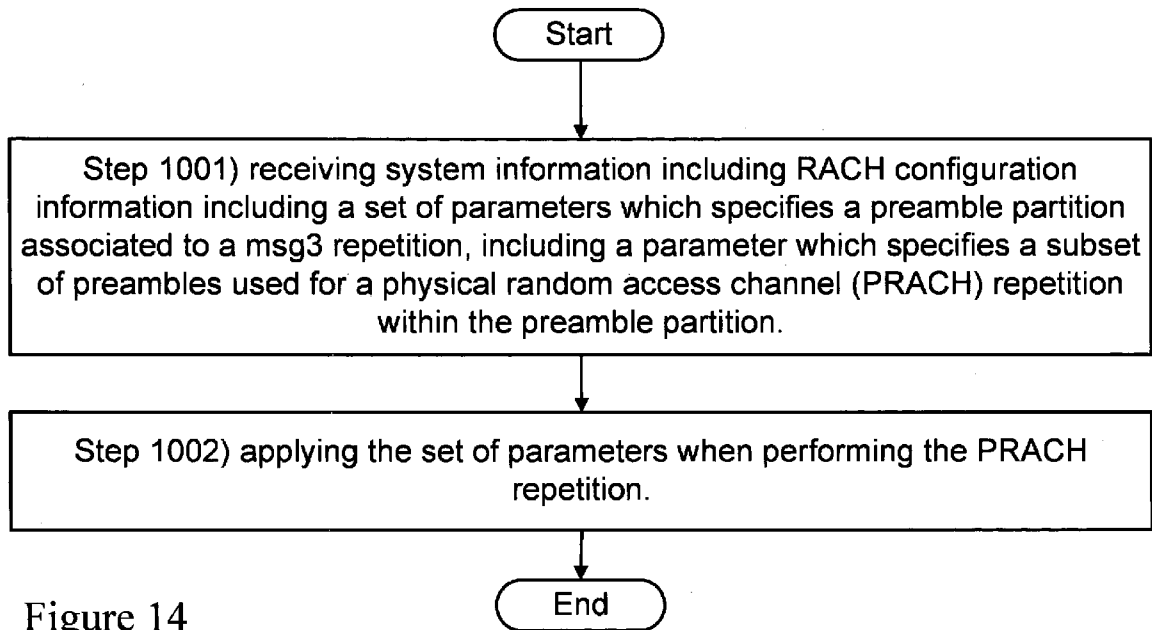 Start
Step 1001) receiving system information including RACH configuration
information including a set of parameters which specifies a preamble partition
associated to a msg3 repetition, including a parameter which specifies a subset
of preambles used for a physical random access channel (PRACH) repetition
within the preamble partition.
Step 1002) applying the set of parameters when performing the PRACH
repetition.
End
Figure 14